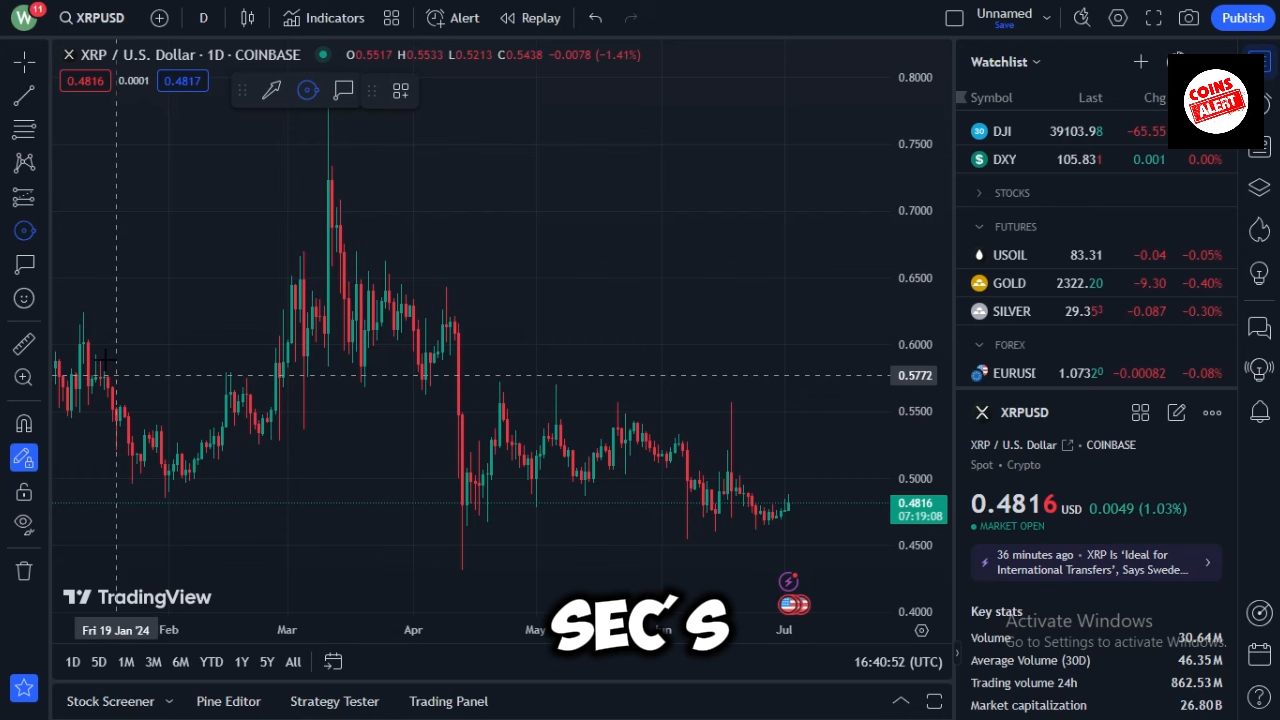 W 11 XRPUSD D Indicators Alert Replay Unnamed Save Publish
XRP / U.S. Dollar · 1D · COINBASE O0.5517 H0.5533 L0.5213 C0.5438 −0.0078 (−1.41%)
0.4816 0.0001 0.4817
0.8000
0.7500
0.7000
0.6500
0.6000
0.5772
0.5500
0.5000
0.4816
07:19:08
0.4500
0.4000
TradingView
Fri 19 Jan '24 Feb Mar Apr May Jun Jul
SEC'S
1D 5D 1M 3M 6M YTD 1Y 5Y All 16:40:52 (UTC)
Stock Screener Pine Editor Strategy Tester Trading Panel
Watchlist
COINS ALERT
Symbol Last Chg
30 DJI 39103.98 −65.55
$ DXY 105.831 0.001 0.00%
STOCKS
FUTURES
USOIL 83.31 −0.04 −0.05%
GOLD 2322.20 −9.30 −0.40%
SILVER 29.353 −0.087 −0.30%
FOREX
EURUSI 1.07320 −0.00082 −0.08%
XRPUSD
XRP / U.S. Dollar • COINBASE
Spot • Crypto
0.4816 USD 0.0049 (1.03%)
MARKET OPEN
36 minutes ago • XRP Is ‘Ideal for
International Transfers’, Says Swede...
Key stats
Activate Windows
Go to Settings to activate Windows.
Volume 30.64M
Average Volume (30D) 46.35M
Trading volume 24h 862.53M
Market capitalization 26.80B